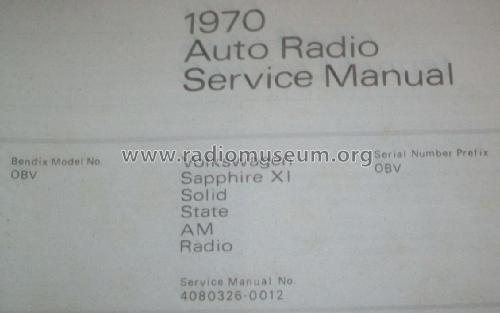 1970
Auto Radio
Service Manual
Bendix Model No.
OBV
www.radiomuseum.org
Volkswagen
Sapphire XI
Solid
State
AM
Radio
Serial Number Prefix
OBV
Service Manual No.
4080326-0012